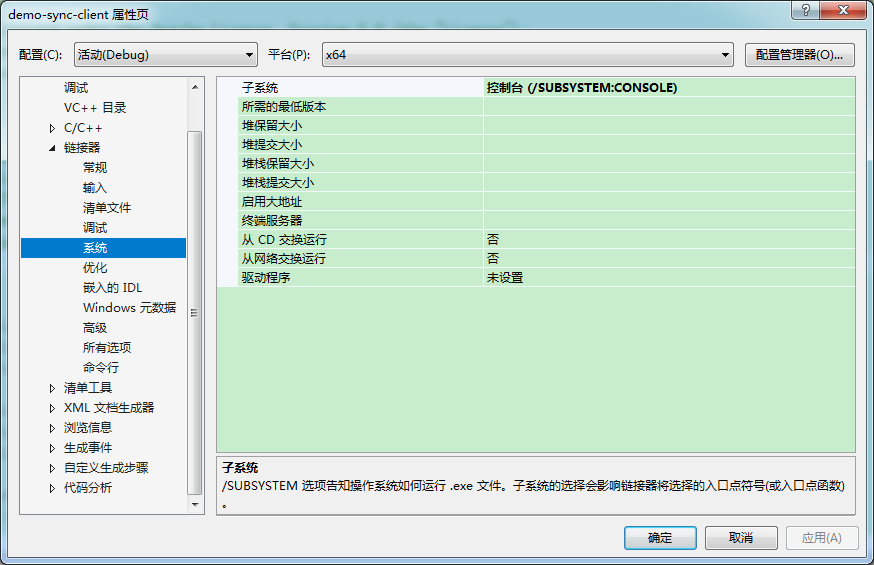 demo-sync-client 属性页
配置(C): 活动(Debug) 平台(P): x64 配置管理器(O)...
调试
VC++ 目录
C/C++
链接器
常规
输入
清单文件
调试
系统
优化
嵌入的 IDL
Windows 元数据
高级
所有选项
命令行
清单工具
XML 文档生成器
浏览信息
生成事件
自定义生成步骤
代码分析
子系统 控制台 (/SUBSYSTEM:CONSOLE)
所需的最低版本
堆保留大小
堆提交大小
堆栈保留大小
堆栈提交大小
启用大地址
终端服务器
从 CD 交换运行 否
从网络交换运行 否
驱动程序 未设置
子系统
/SUBSYSTEM 选项告知操作系统如何运行 .exe 文件。子系统的选择会影响链接器将选择的入口点符号(或入口点函数)
。
确定 取消 应用(A)